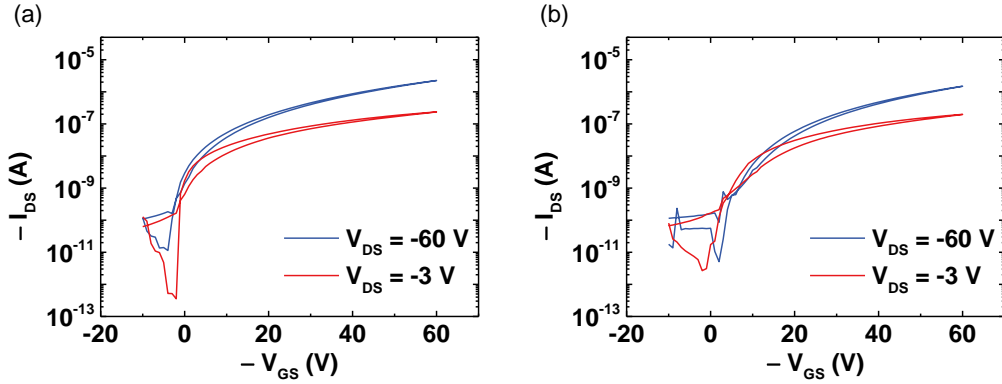 (a)
10⁻⁵
10⁻⁷
10⁻⁹
10⁻¹¹
10⁻¹³
− I_DS (A)
V_DS = -60 V
V_DS = -3 V
-20 0 20 40 60
− V_GS (V)
(b)
10⁻⁵
10⁻⁷
10⁻⁹
10⁻¹¹
10⁻¹³
− I_DS (A)
V_DS = -60 V
V_DS = -3 V
-20 0 20 40 60
− V_GS (V)